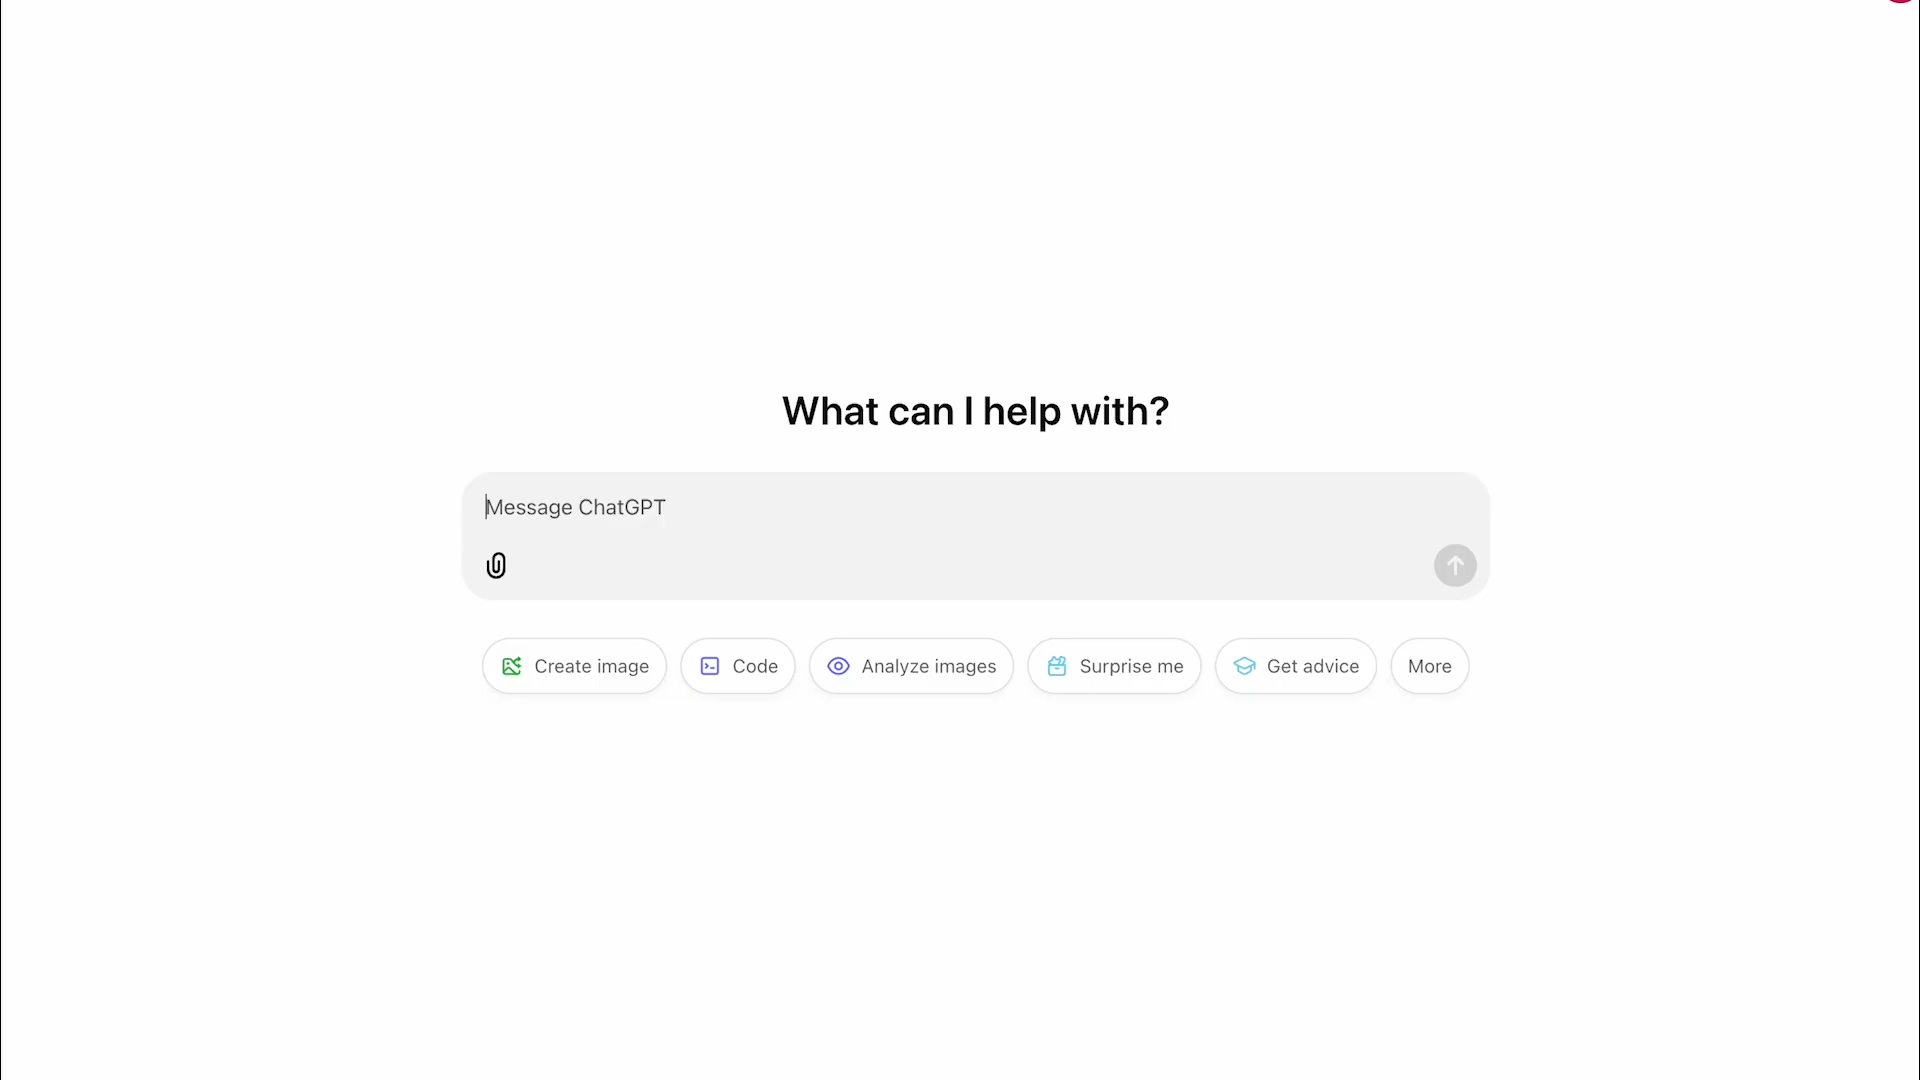 What can I help with?
Message ChatGPT
Create image Code Analyze images Surprise me Get advice More